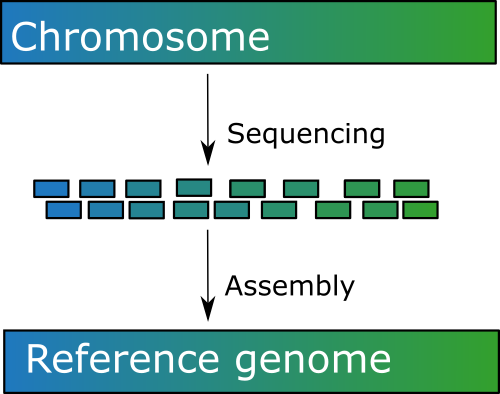 Chromosome
Sequencing
Assembly
Reference genome